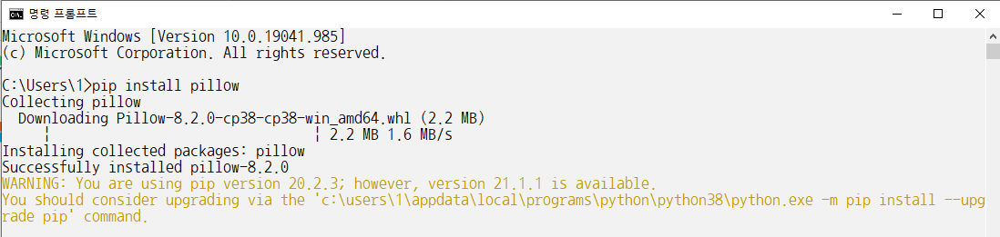 명령 프롬프트
Microsoft Windows [Version 10.0.19041.985]
(c) Microsoft Corporation. All rights reserved.
C:\Users\1>pip install pillow
Collecting pillow
  Downloading Pillow-8.2.0-cp38-cp38-win_amd64.whl (2.2 MB)
     |                                | 2.2 MB 1.6 MB/s
Installing collected packages: pillow
Successfully installed pillow-8.2.0
WARNING: You are using pip version 20.2.3; however, version 21.1.1 is available.
You should consider upgrading via the 'c:\users\1\appdata\local\programs\python\python38\python.exe -m pip install --upg
rade pip' command.